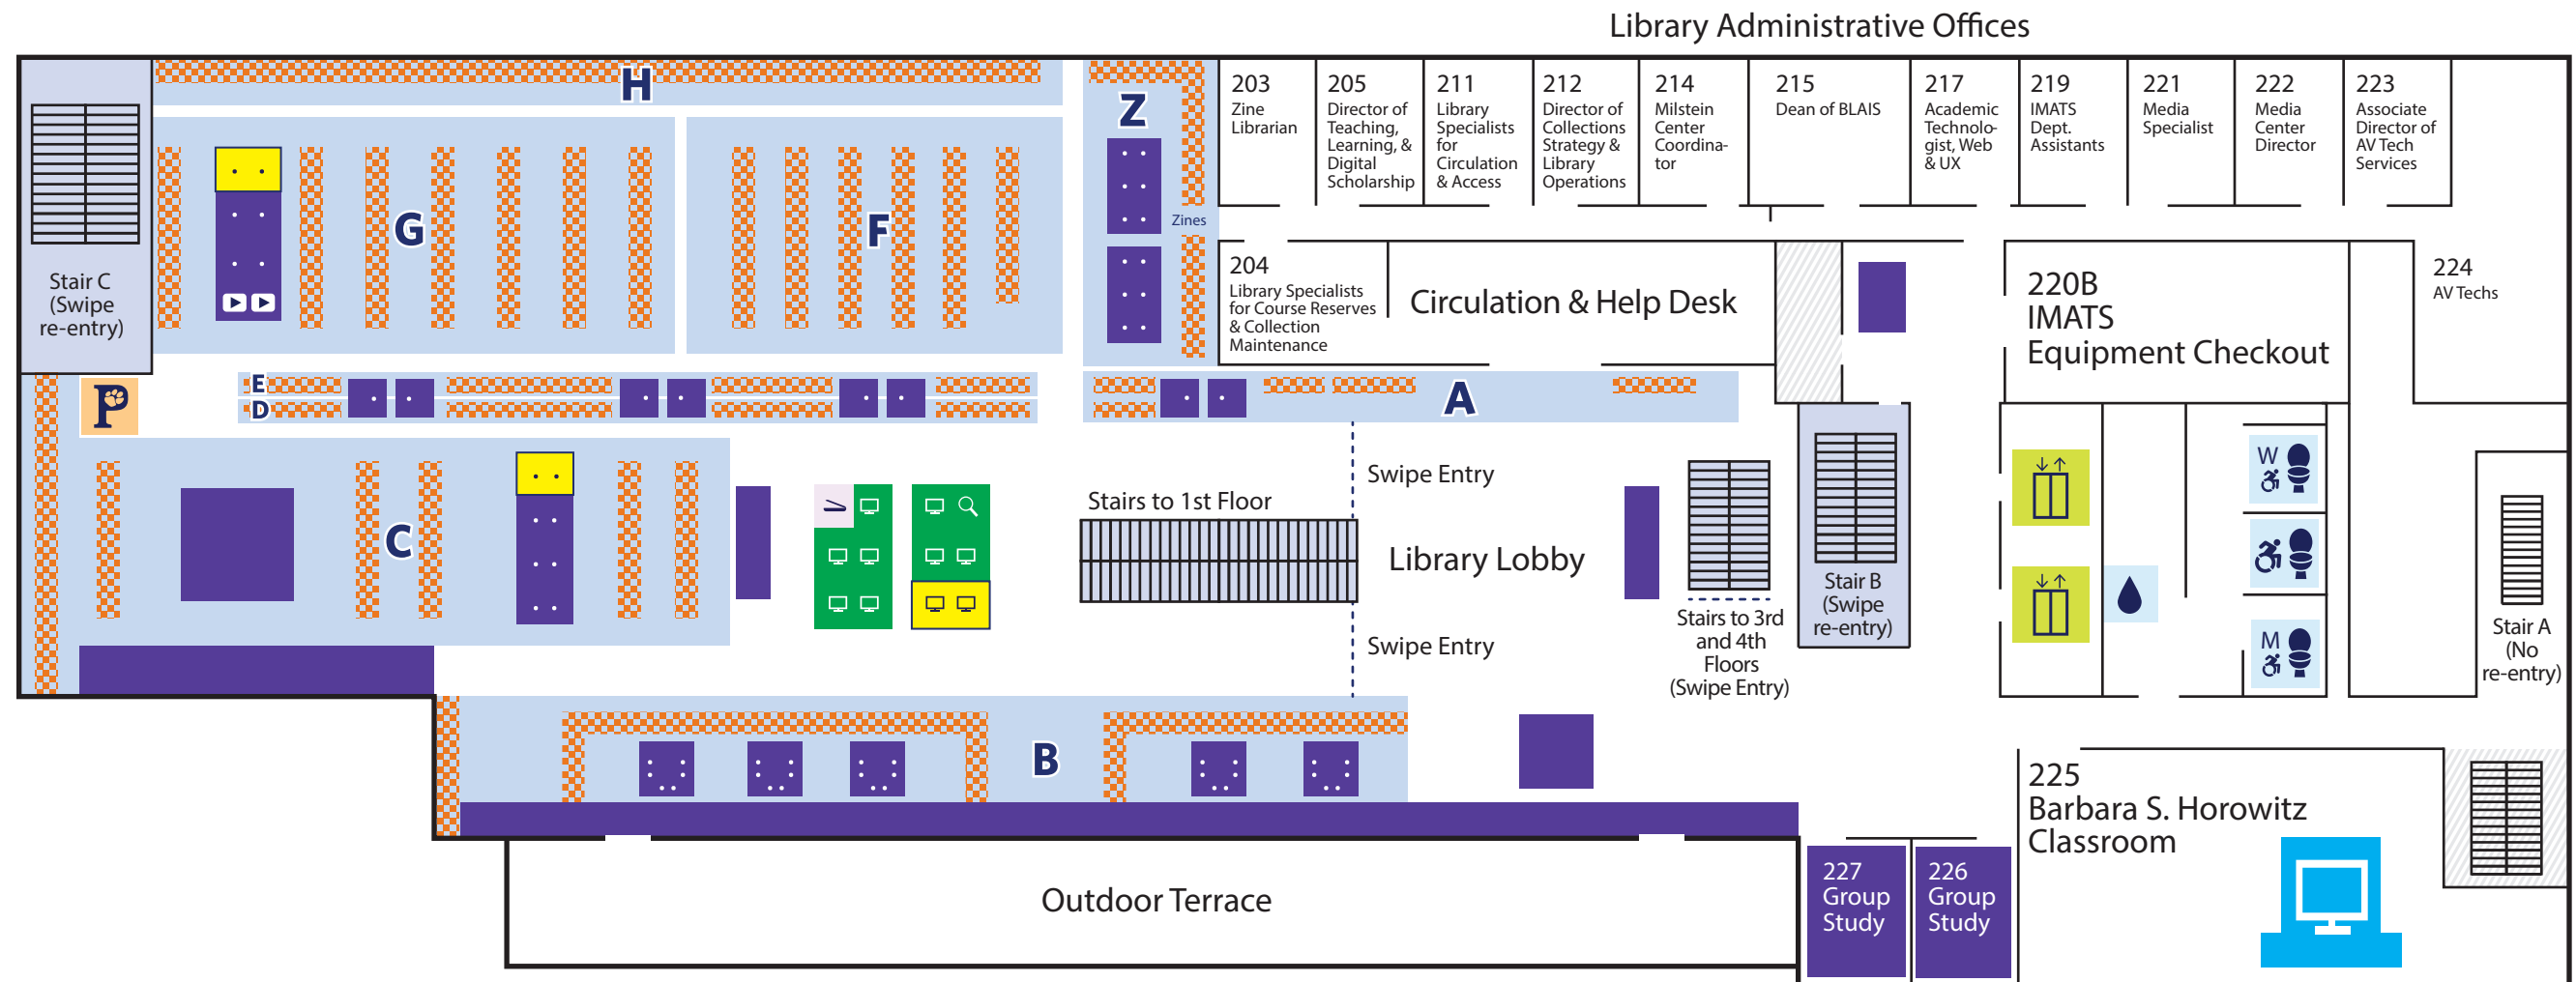 Library Administrative Offices
H
Z
Zines
203
Zine
Librarian
205
Director of
Teaching,
Learning, &
Digital
Scholarship
211
Library
Specialists
for
Circulation
& Access
212
Director of
Collections
Strategy &
Library
Operations
214
Milstein
Center
Coordina-
tor
215
Dean of BLAIS
217
Academic
Technolo-
gist, Web
& UX
219
IMATS
Dept.
Assistants
221
Media
Specialist
222
Media
Center
Director
223
Associate
Director of
AV Tech
Services
G
F
Stair C
(Swipe
re-entry)
204
Library Specialists
for Course Reserves
& Collection
Maintenance
Circulation & Help Desk
220B
IMATS
Equipment Checkout
224
AV Techs
P
E
D
A
Swipe Entry
Stairs to 1st Floor
Library Lobby
Swipe Entry
C
Stairs to 3rd
and 4th
Floors
(Swipe Entry)
Stair B
(Swipe
re-entry)
W
M
Stair A
(No
re-entry)
B
225
Barbara S. Horowitz
Classroom
Outdoor Terrace
227
Group
Study
226
Group
Study